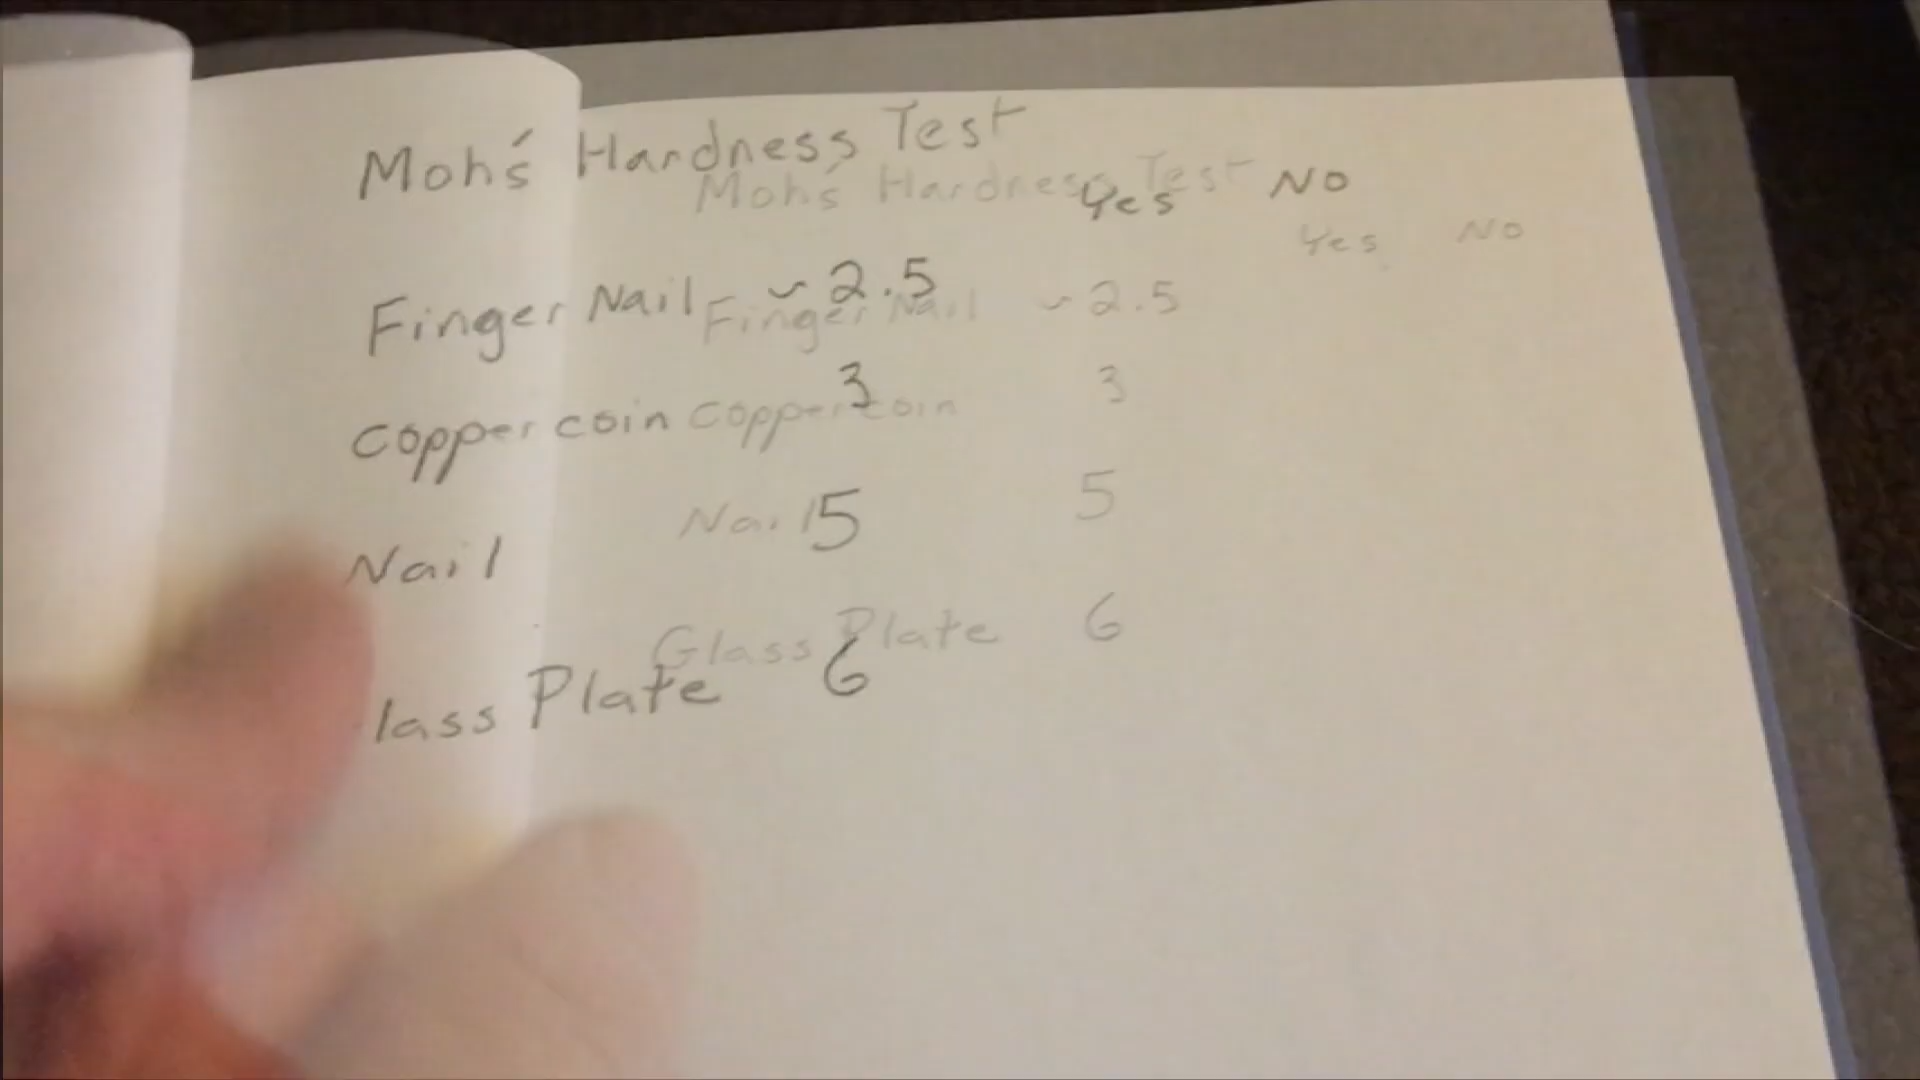 Moh's Hardness Test
Moh's Hardness Test
Yes NO
Yes NO
Finger Nail ~ 2.5
Finger Nail ~ 2.5
Copper coin 3
Copper coin 3
Nail 5
Nail 5
Glass Plate 6
lass Plate 6